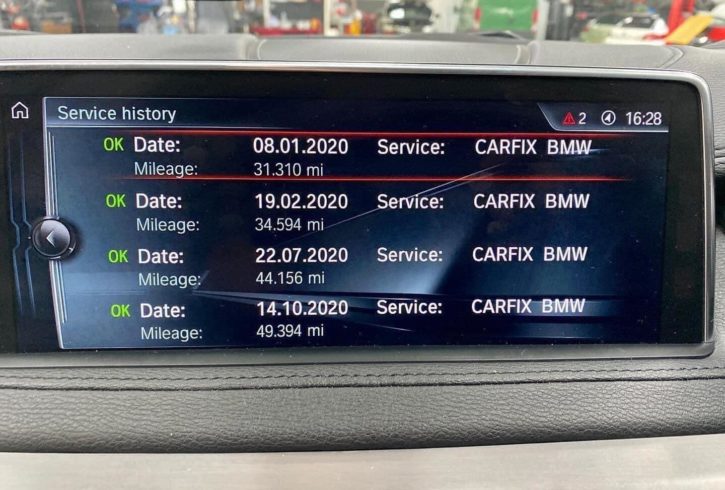 Service history 2 16:28
OK Date: 08.01.2020 Service: CARFIX BMW
Mileage: 31.310 mi
OK Date: 19.02.2020 Service: CARFIX BMW
Mileage: 34.594 mi
OK Date: 22.07.2020 Service: CARFIX BMW
Mileage: 44.156 mi
OK Date: 14.10.2020 Service: CARFIX BMW
Mileage: 49.394 mi